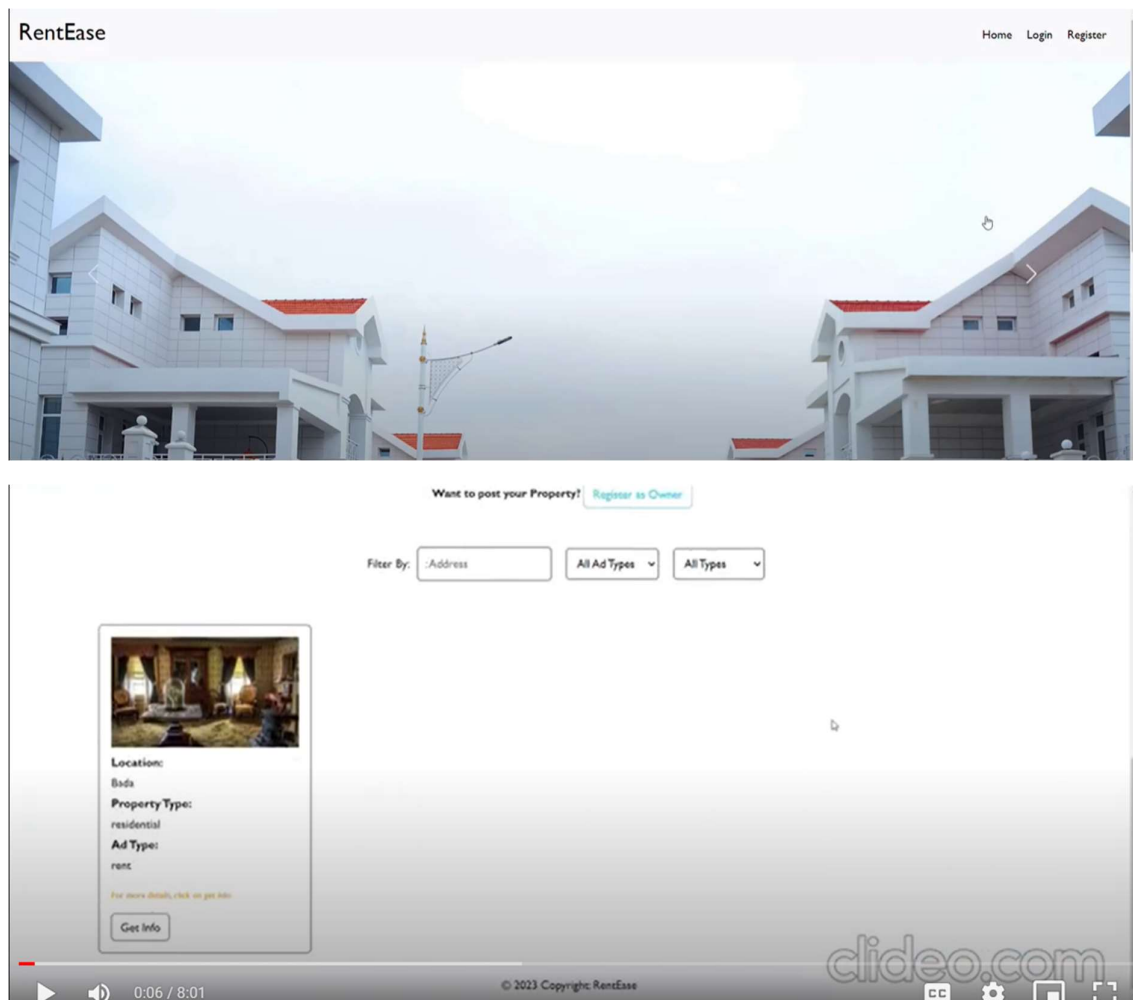 RentEase
Home Login Register
Want to post your Property? Register as Owner
Filter By: :Address All Ad Types All Types
Location:
Bada
Property Type:
residential
Ad Type:
rent
For more details, click on get info
Get Info
clideo.com
© 2023 Copyright: RentEase
0:06 / 8:01
CC